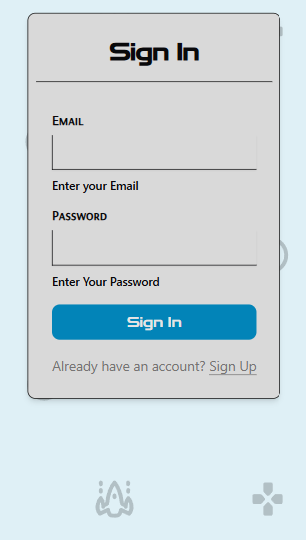 Sign In
Email
Enter your Email
Password
Enter Your Password
Sign In
Already have an account? Sign Up